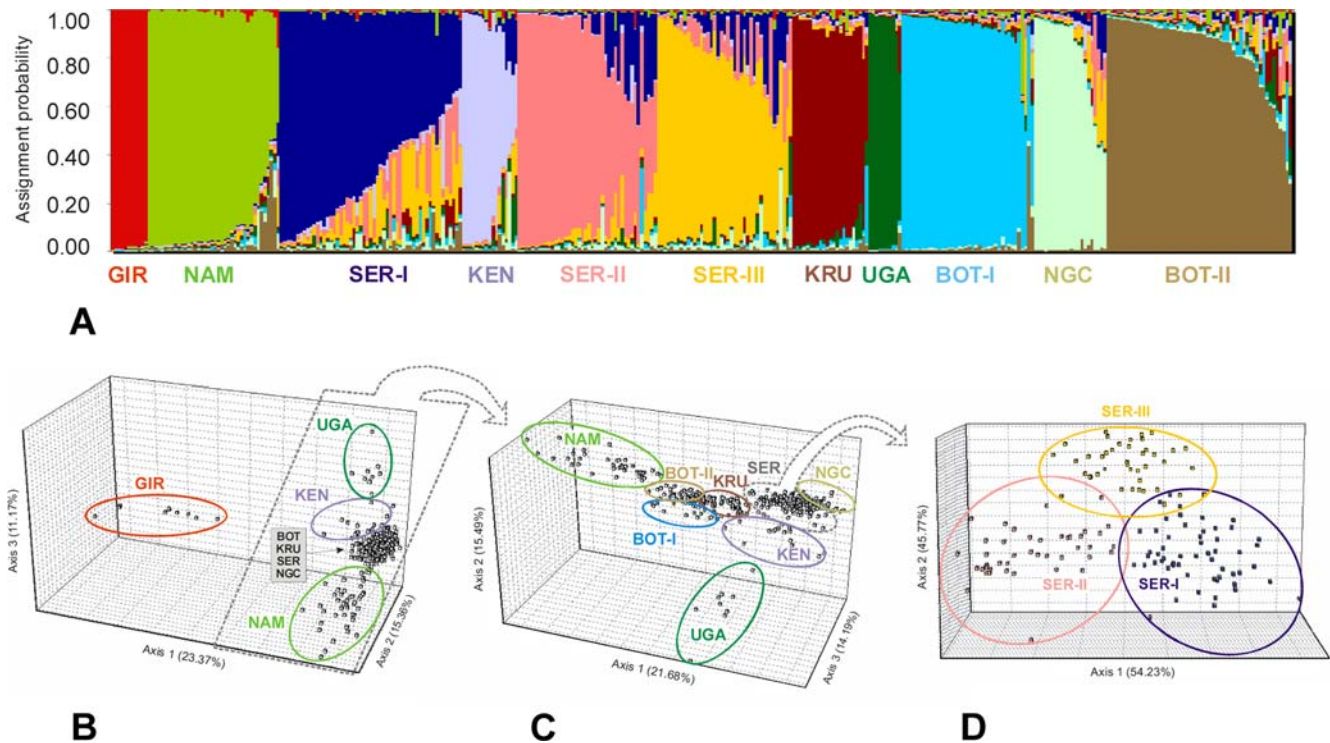 Assignment probability
1.00
0.80
0.60
0.40
0.20
0.00
GIR NAM SER-I KEN SER-II SER-III KRU UGA BOT-I NGC BOT-II
A
Axis 3 (11.17%)
UGA
GIR
KEN
BOT
KRU
SER
NGC
NAM
Axis 1 (23.37%)
Axis 2 (15.36%)
B
Axis 2 (15.49%)
NAM
BOT-II
KRU
SER
NGC
BOT-I
KEN
UGA
Axis 1 (21.68%)
Axis 3 (14.19%)
C
SER-III
Axis 2 (45.77%)
SER-II
SER-I
Axis 1 (54.23%)
D